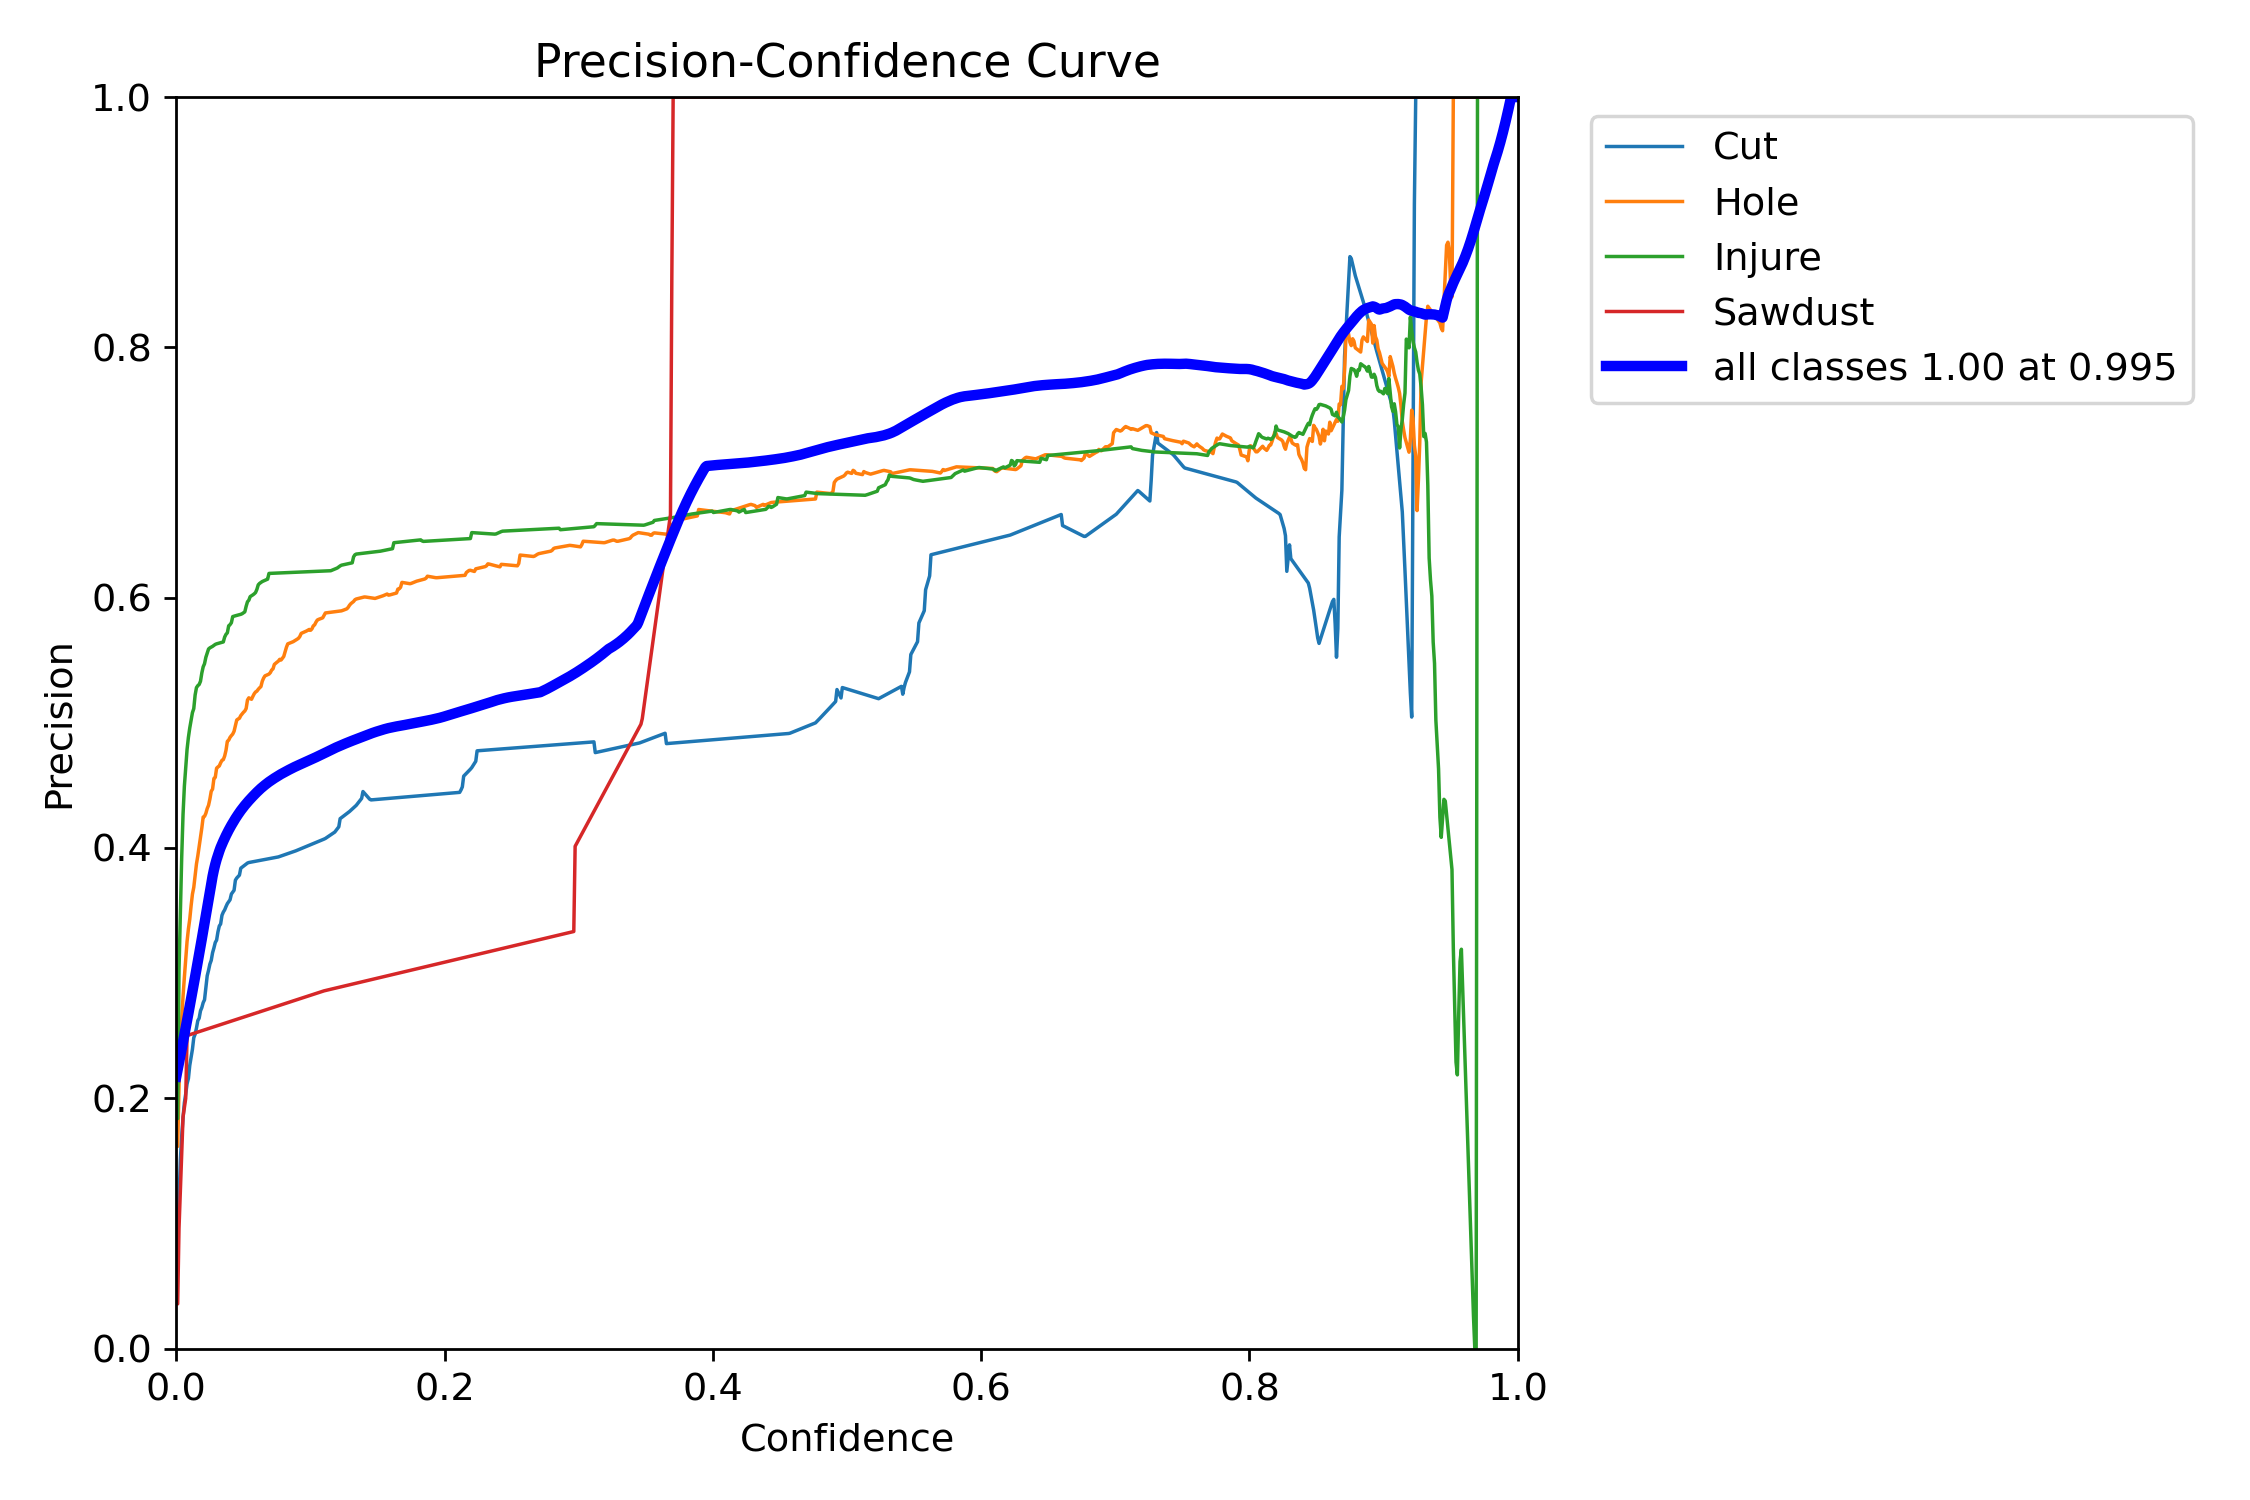 Precision-Confidence Curve
1.0
0.8
0.6
0.4
0.2
0.0
Precision
0.0 0.2 0.4 0.6 0.8 1.0
Confidence
Cut
Hole
Injure
Sawdust
all classes 1.00 at 0.995